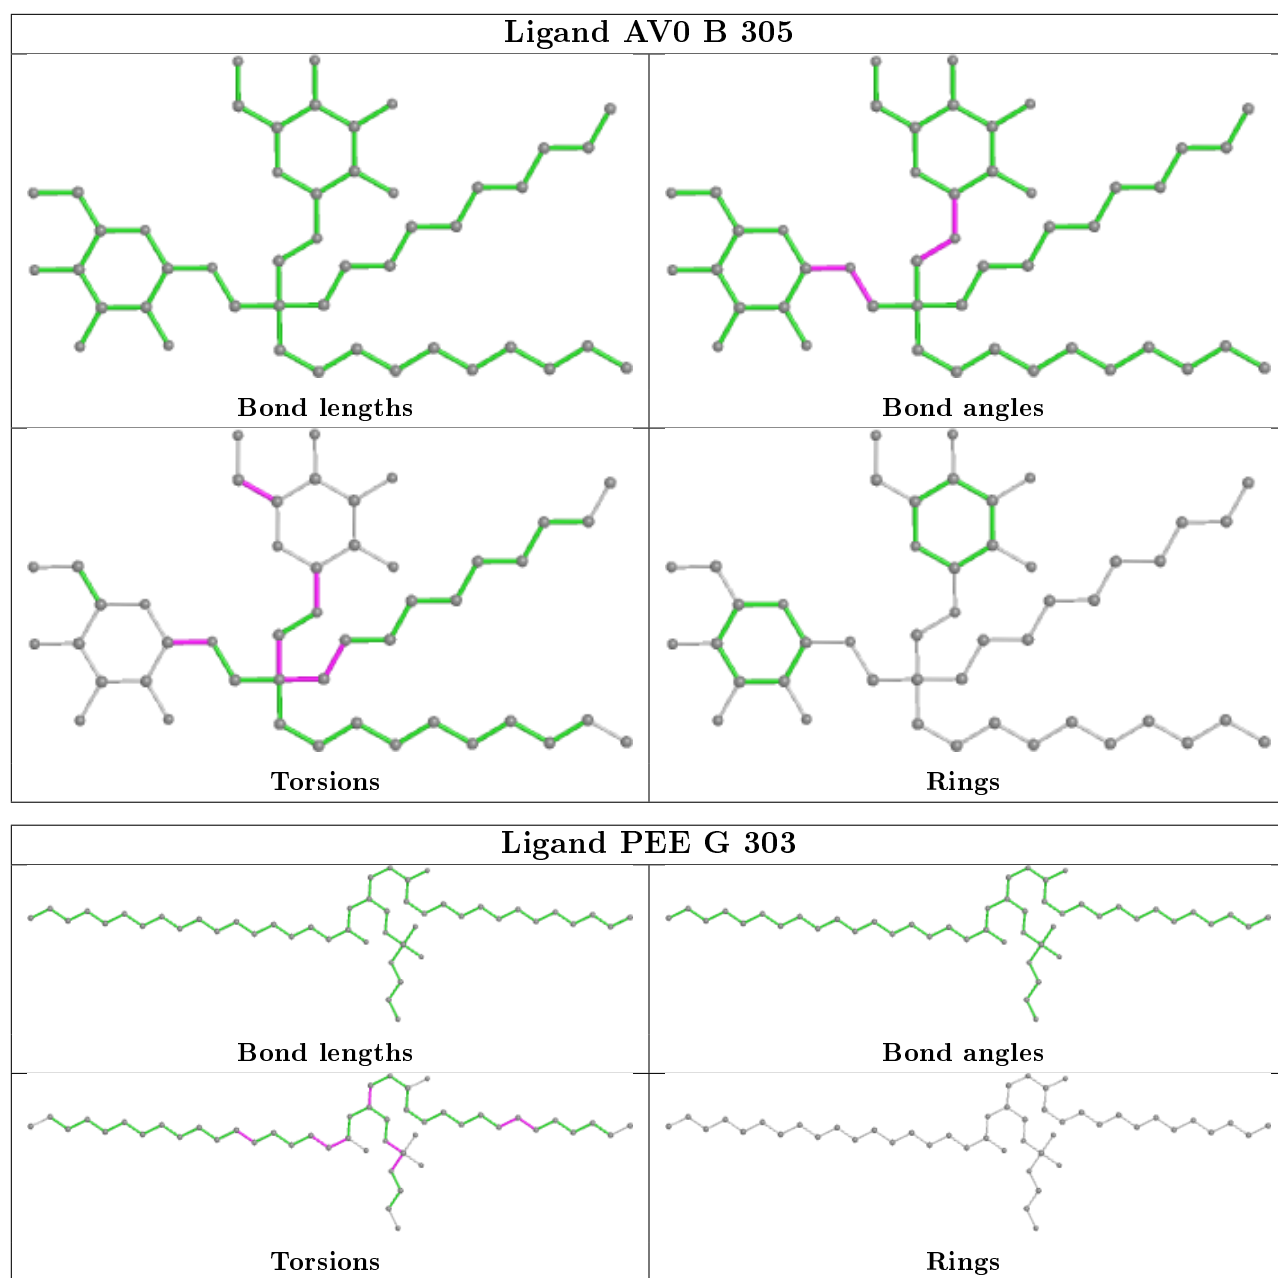 Ligand AV0 B 305
Bond lengths
Bond angles
Torsions
Rings
Ligand PEE G 303
Bond lengths
Bond angles
Torsions
Rings